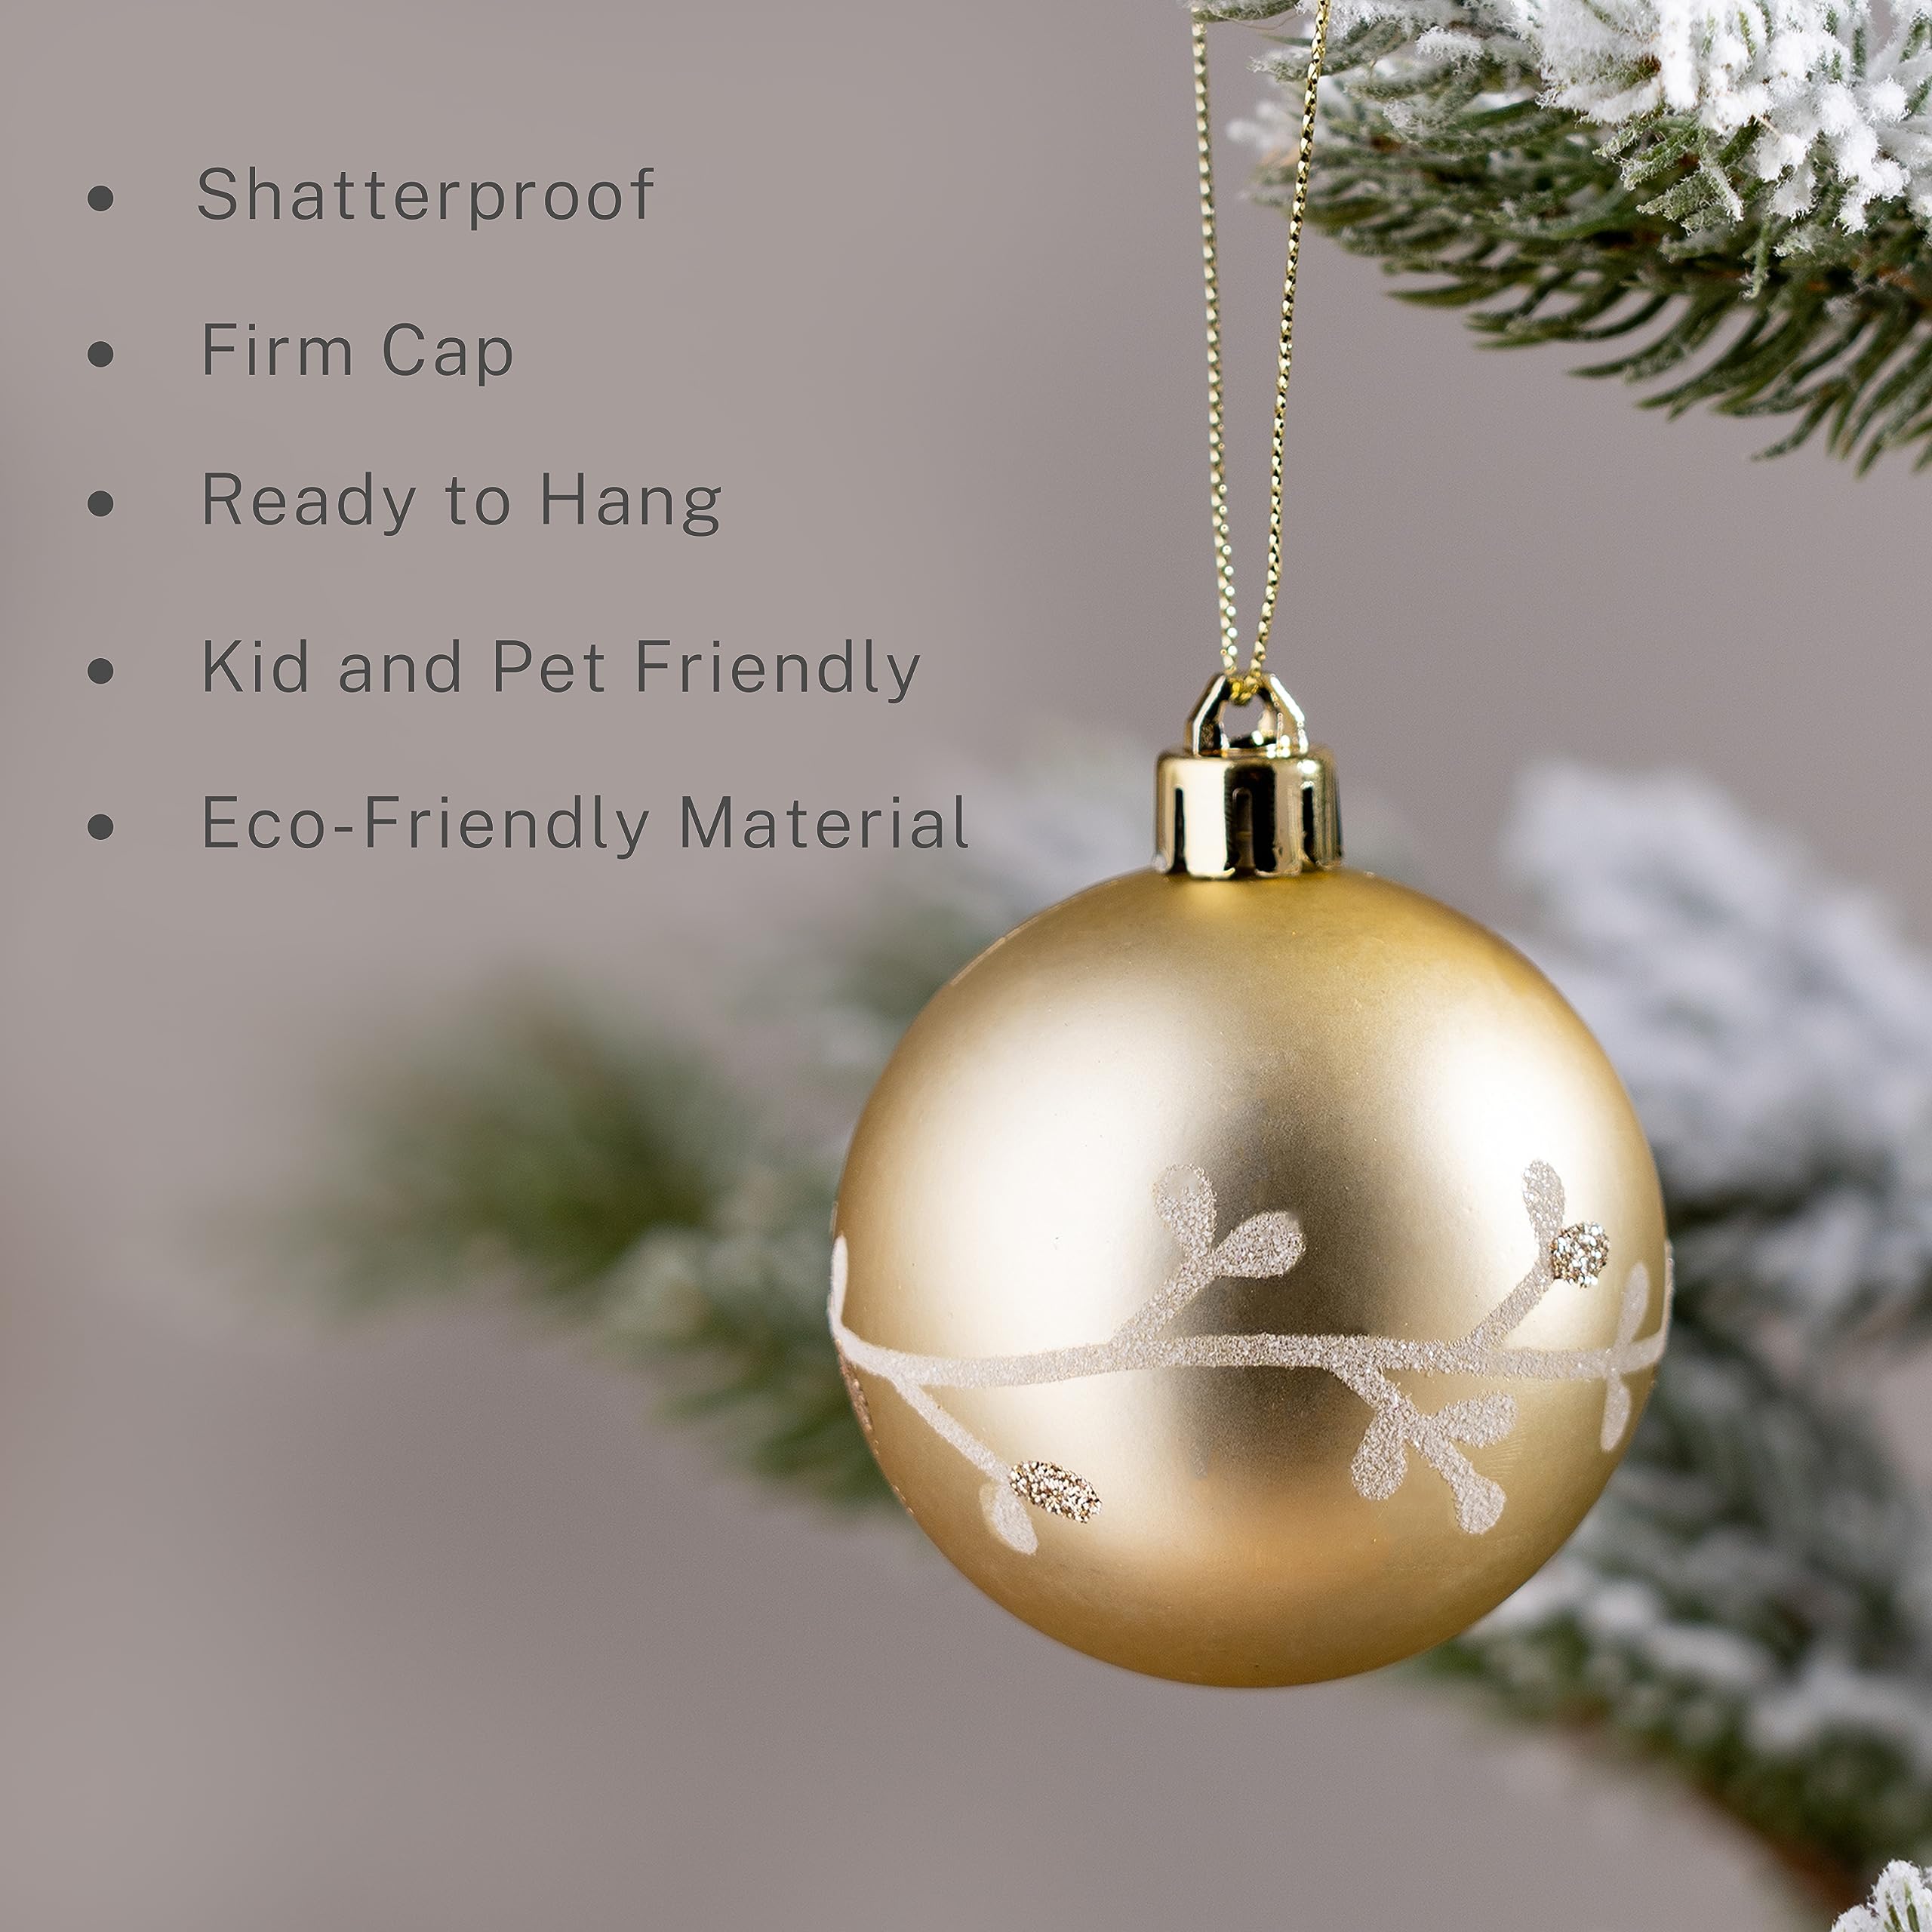 • Shatterproof
• Firm Cap
• Ready to Hang
• Kid and Pet Friendly
• Eco-Friendly Material